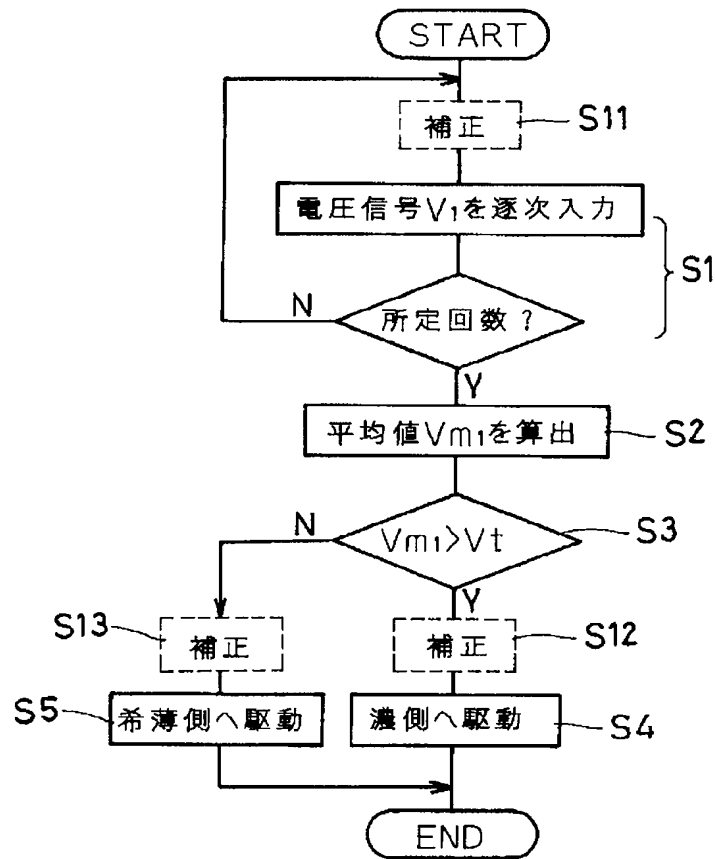 START
補正
S11
電圧信号V₁を逐次入力
S1
N
所定回数?
Y
平均値Vm₁を算出
S2
N
Vm₁>Vt
S3
Y
S13
補正
補正
S12
S5
希薄側へ駆動
濃側へ駆動
S4
END